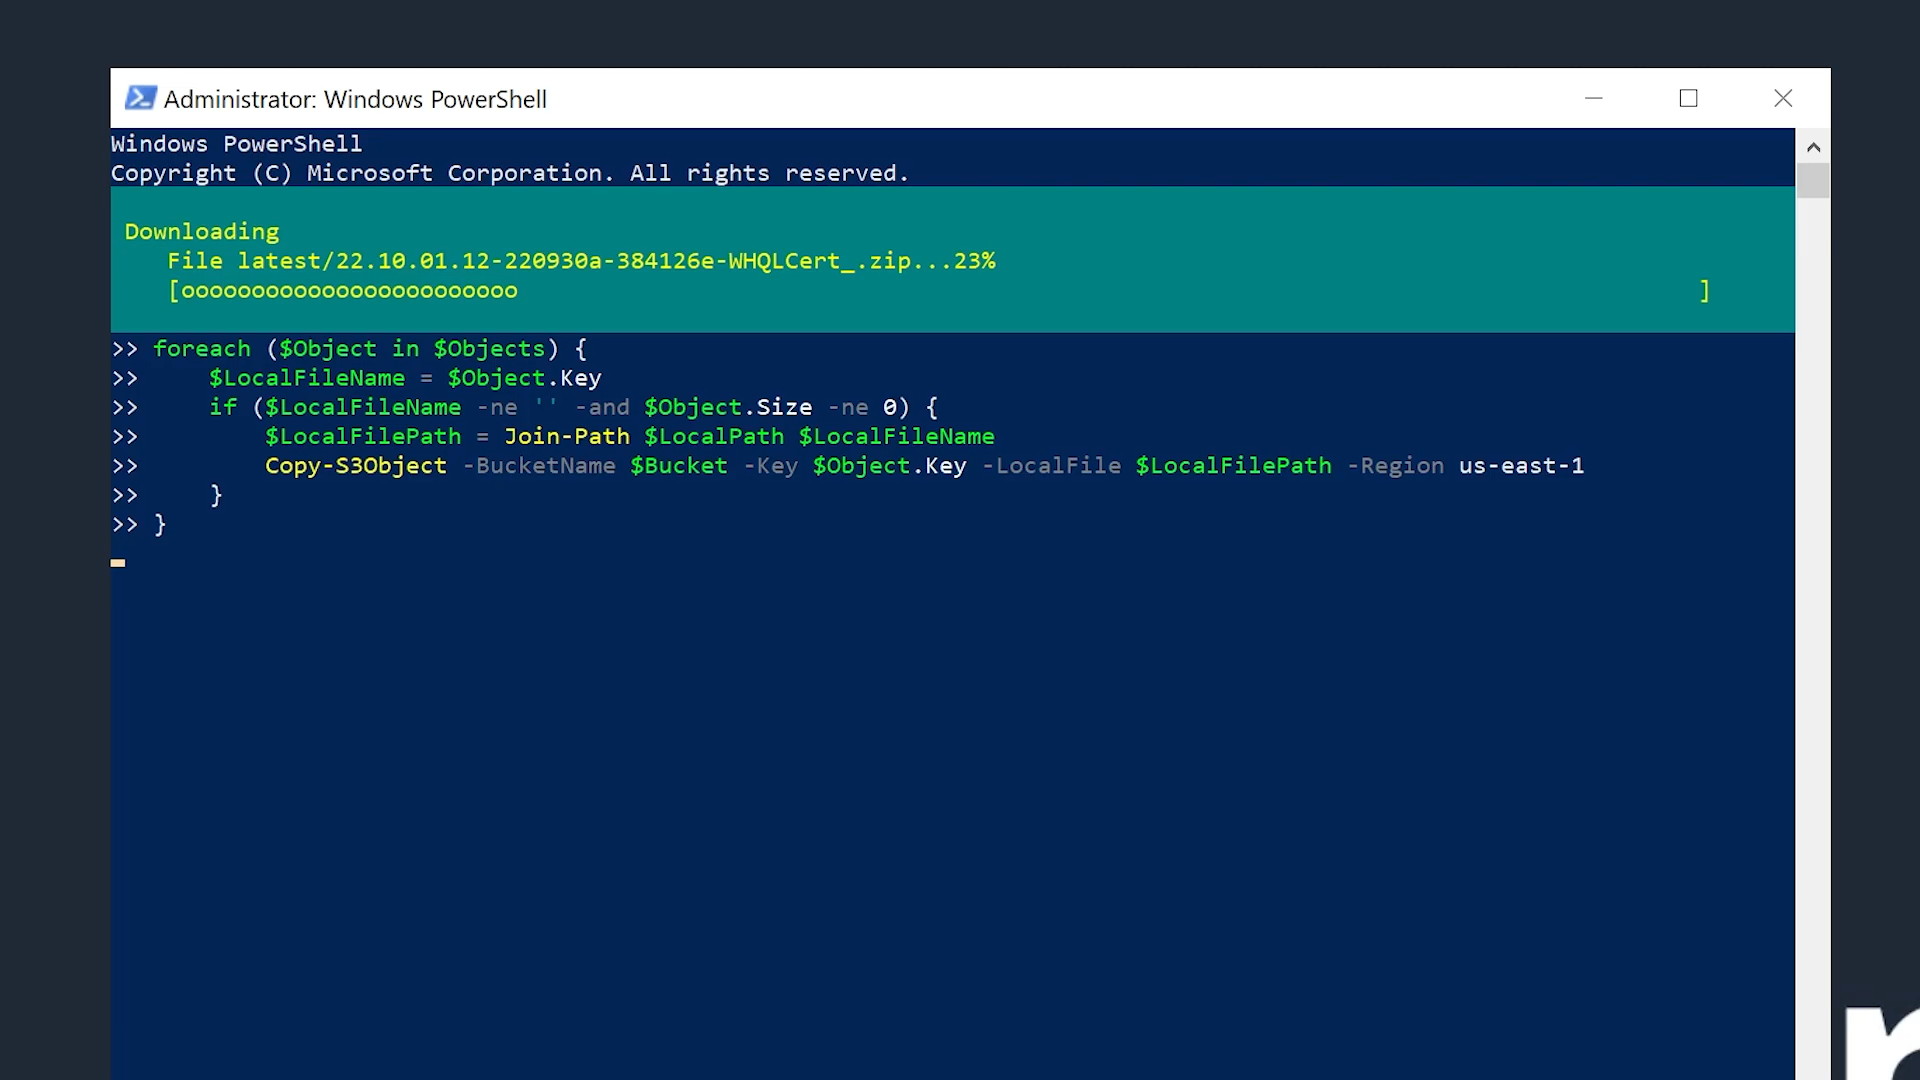 Administrator: Windows PowerShell
Windows PowerShell
Copyright (C) Microsoft Corporation. All rights reserved.
Downloading
File latest/22.10.01.12-220930a-384126e-WHQLCert_.zip...23%
[oooooooooooooooooooooooo ]
>> foreach ($Object in $Objects) {
>>     $LocalFileName = $Object.Key
>>     if ($LocalFileName -ne '' -and $Object.Size -ne 0) {
>>         $LocalFilePath = Join-Path $LocalPath $LocalFileName
>>         Copy-S3Object -BucketName $Bucket -Key $Object.Key -LocalFile $LocalFilePath -Region us-east-1
>>     }
>> }